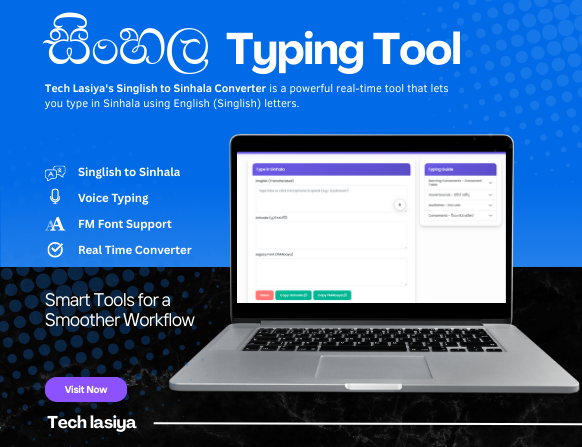 සිංහල Typing Tool
Tech Lasiya's Singlish to Sinhala Converter is a powerful real-time tool that lets
you type in Sinhala using English (Singlish) letters.
Singlish to Sinhala
Voice Typing
FM Font Support
Real Time Converter
Type in Sinhala
Typing Guide
Smart Tools for a
Smoother Workflow
Visit Now
Tech lasiya